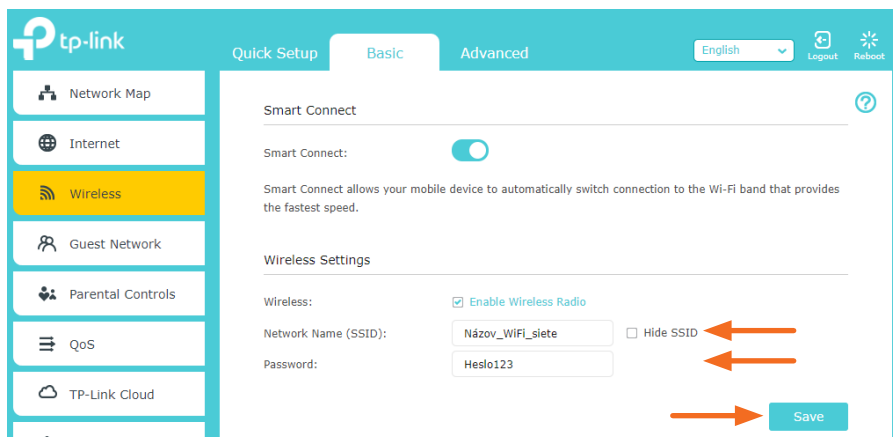 tp-link
Quick Setup
Basic
Advanced
English
Logout
Reboot
Network Map
Internet
Wireless
Guest Network
Parental Controls
QoS
TP-Link Cloud
Smart Connect
Smart Connect:
Smart Connect allows your mobile device to automatically switch connection to the Wi-Fi band that provides
the fastest speed.
Wireless Settings
Wireless: Enable Wireless Radio
Network Name (SSID): Názov_WiFi_siete Hide SSID
Password: Heslo123
Save